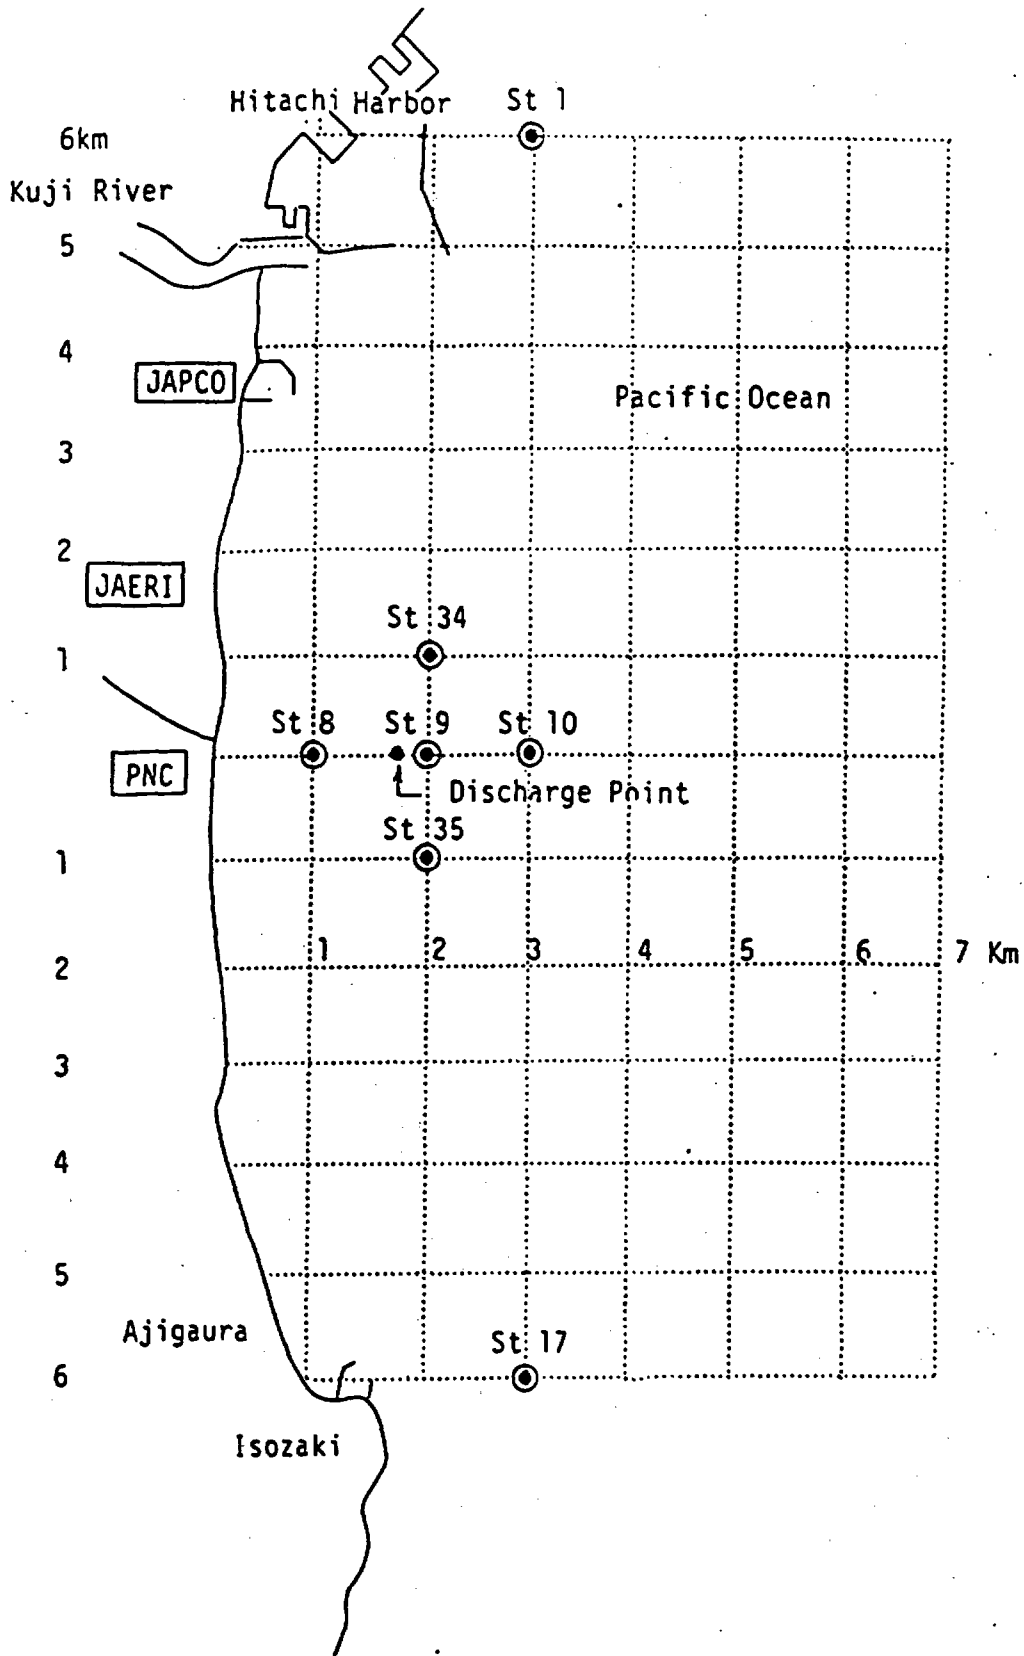 Hitachi Harbor St 1
6km
Kuji River
5
4
JAPCO
Pacific Ocean
3
2
JAERI
St 34
1
St 8 St 9 St 10
PNC
Discharge Point
St 35
1
1 2 3 4 5 6 7 Km
2
3
4
5
Ajigaura
St 17
6
Isozaki